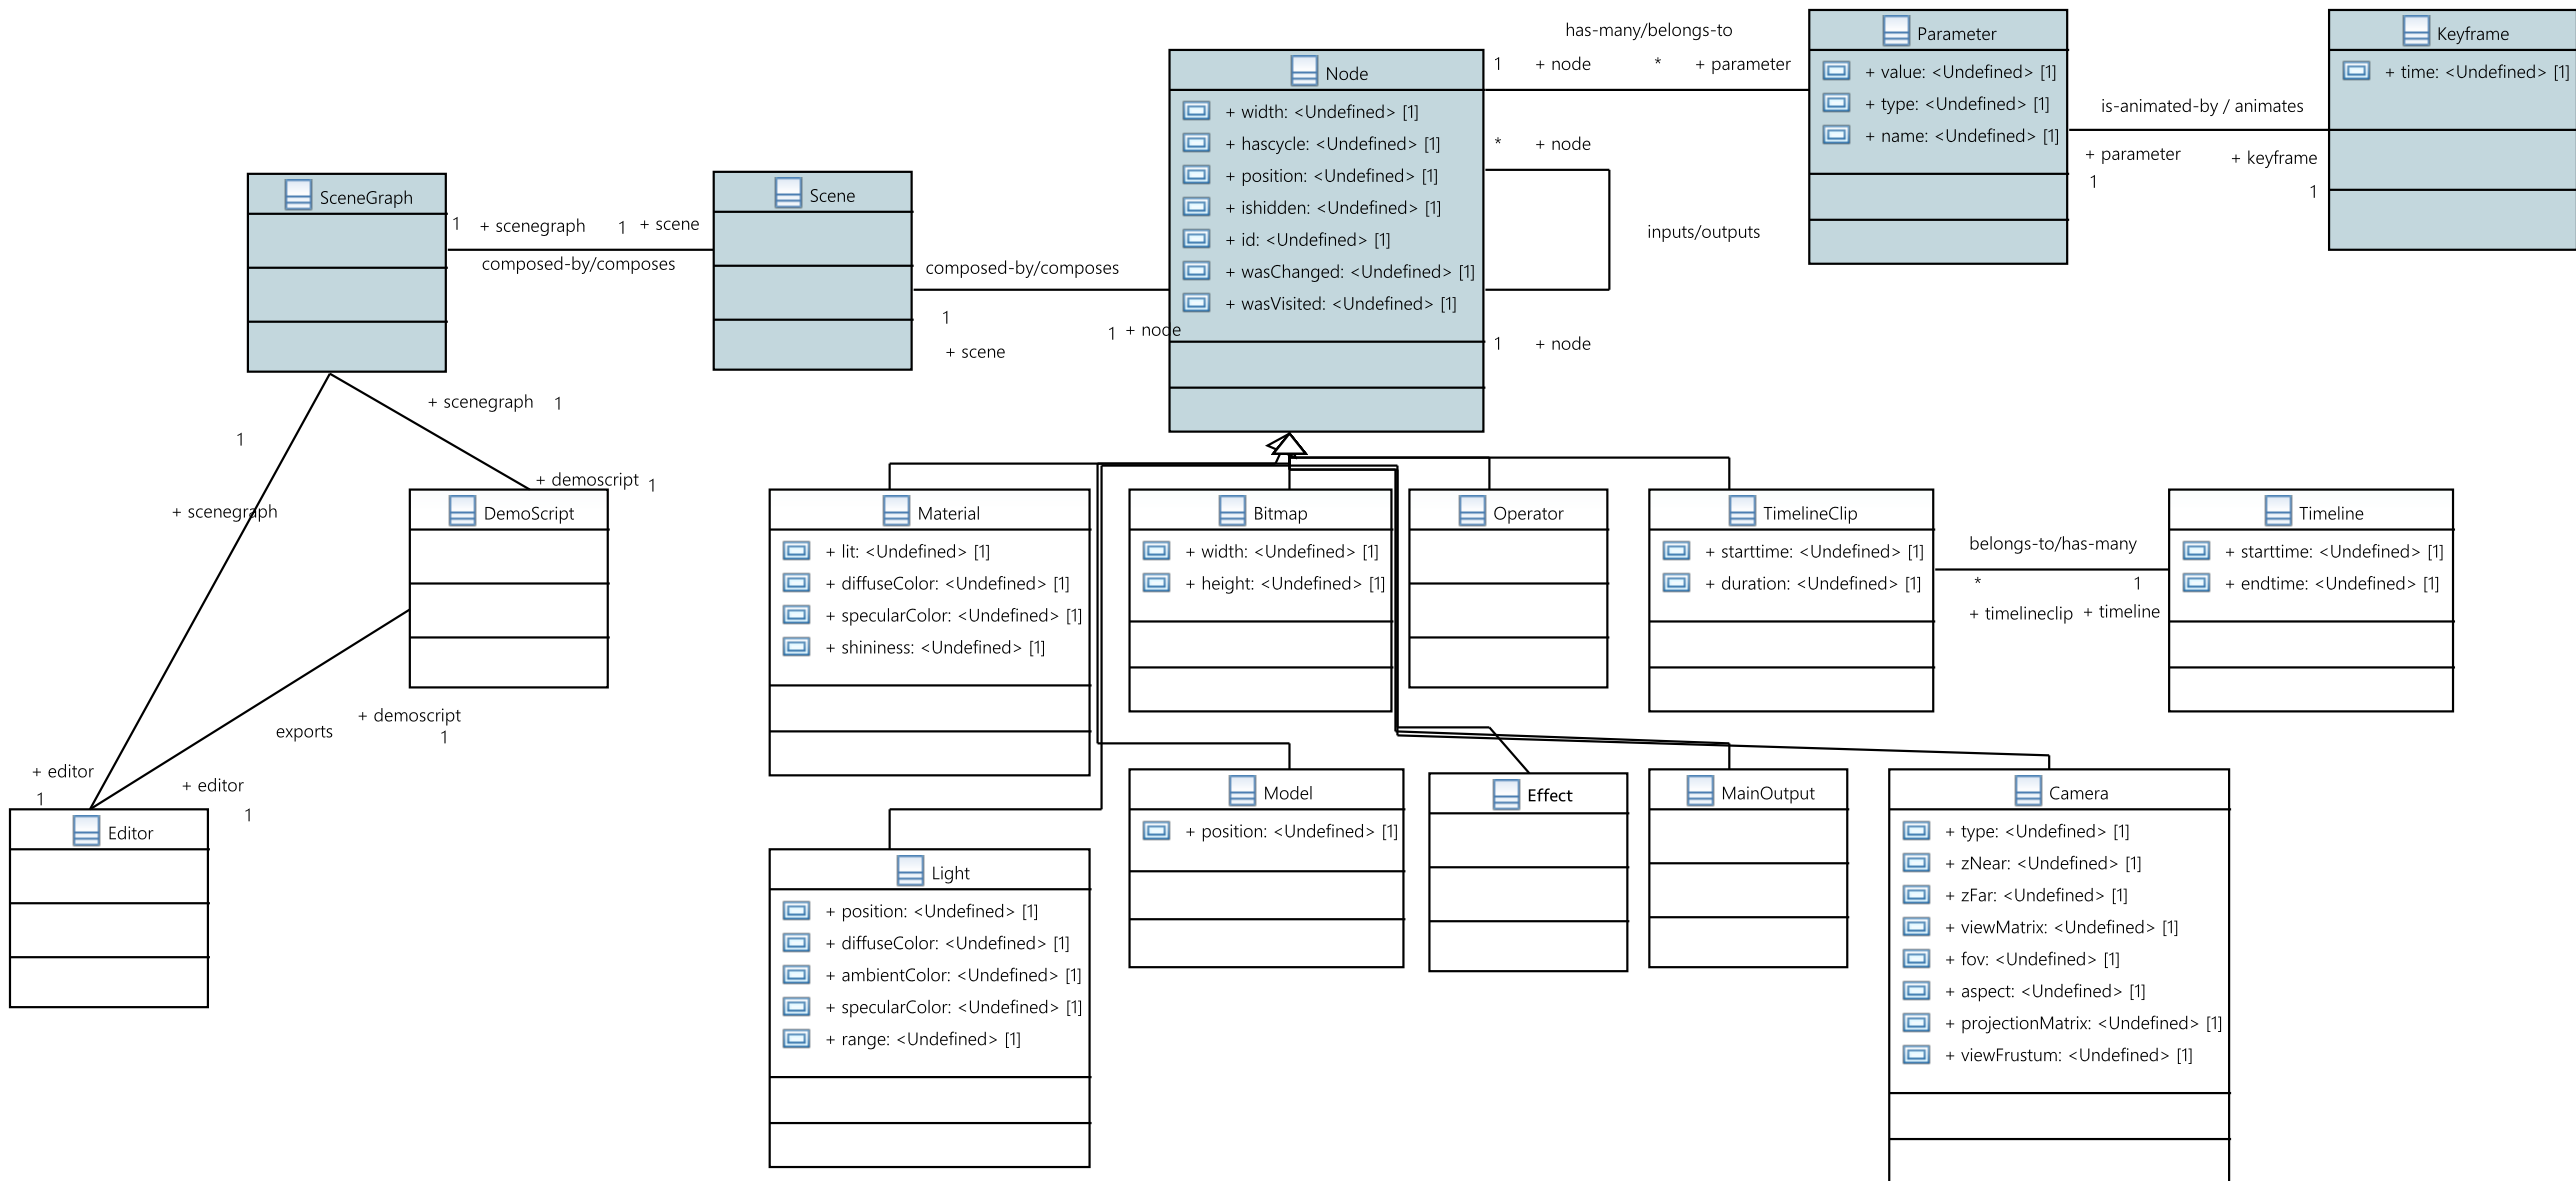 has-many/belongs-to
1 + node * + parameter
Node
+ width: <Undefined> [1]
+ hascycle: <Undefined> [1]
+ position: <Undefined> [1]
+ ishidden: <Undefined> [1]
+ id: <Undefined> [1]
+ wasChanged: <Undefined> [1]
+ wasVisited: <Undefined> [1]
* + node
inputs/outputs
1 + node
Parameter
+ value: <Undefined> [1]
+ type: <Undefined> [1]
+ name: <Undefined> [1]
is-animated-by / animates
+ parameter
1
+ keyframe
1
Keyframe
+ time: <Undefined> [1]
SceneGraph
1 + scenegraph 1 + scene
composed-by/composes
Scene
composed-by/composes
1
+ scene
1 + node
+ scenegraph 1
1
+ demoscript 1
+ scenegraph
DemoScript
exports
+ demoscript
1
+ editor
1
+ editor
1
Editor
Material
+ lit: <Undefined> [1]
+ diffuseColor: <Undefined> [1]
+ specularColor: <Undefined> [1]
+ shininess: <Undefined> [1]
Bitmap
+ width: <Undefined> [1]
+ height: <Undefined> [1]
Operator
TimelineClip
+ starttime: <Undefined> [1]
+ duration: <Undefined> [1]
belongs-to/has-many
* 1
+ timelineclip + timeline
Timeline
+ starttime: <Undefined> [1]
+ endtime: <Undefined> [1]
Light
+ position: <Undefined> [1]
+ diffuseColor: <Undefined> [1]
+ ambientColor: <Undefined> [1]
+ specularColor: <Undefined> [1]
+ range: <Undefined> [1]
Model
+ position: <Undefined> [1]
Effect
MainOutput
Camera
+ type: <Undefined> [1]
+ zNear: <Undefined> [1]
+ zFar: <Undefined> [1]
+ viewMatrix: <Undefined> [1]
+ fov: <Undefined> [1]
+ aspect: <Undefined> [1]
+ projectionMatrix: <Undefined> [1]
+ viewFrustum: <Undefined> [1]